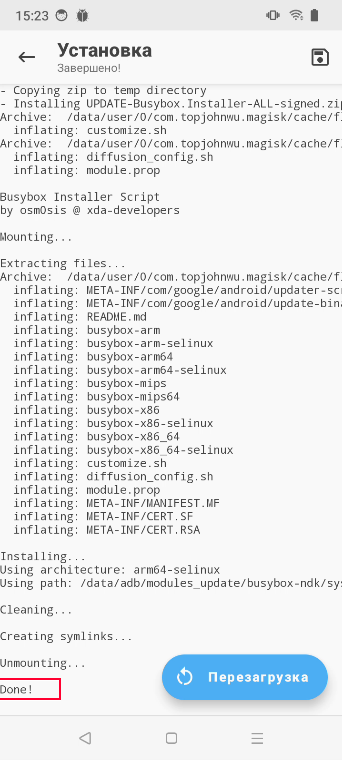 15:23
Установка
Завершено!
- Copying zip to temp directory
- Installing UPDATE-Busybox.Installer-ALL-signed.zip
Archive:  /data/user/0/com.topjohnwu.magisk/cache/fl
  inflating: customize.sh
Archive:  /data/user/0/com.topjohnwu.magisk/cache/fl
  inflating: diffusion_config.sh
  inflating: module.prop
Busybox Installer Script
by osm0sis @ xda-developers
Mounting...
Extracting files...
Archive:  /data/user/0/com.topjohnwu.magisk/cache/fl
  inflating: META-INF/com/google/android/updater-scr
  inflating: META-INF/com/google/android/update-bina
  inflating: README.md
  inflating: busybox-arm
  inflating: busybox-arm-selinux
  inflating: busybox-arm64
  inflating: busybox-arm64-selinux
  inflating: busybox-mips
  inflating: busybox-mips64
  inflating: busybox-x86
  inflating: busybox-x86-selinux
  inflating: busybox-x86_64
  inflating: busybox-x86_64-selinux
  inflating: customize.sh
  inflating: diffusion_config.sh
  inflating: module.prop
  inflating: META-INF/MANIFEST.MF
  inflating: META-INF/CERT.SF
  inflating: META-INF/CERT.RSA
Installing...
Using architecture: arm64-selinux
Using path: /data/adb/modules_update/busybox-ndk/sys
Cleaning...
Creating symlinks...
Unmounting...
Done!
Перезагрузка